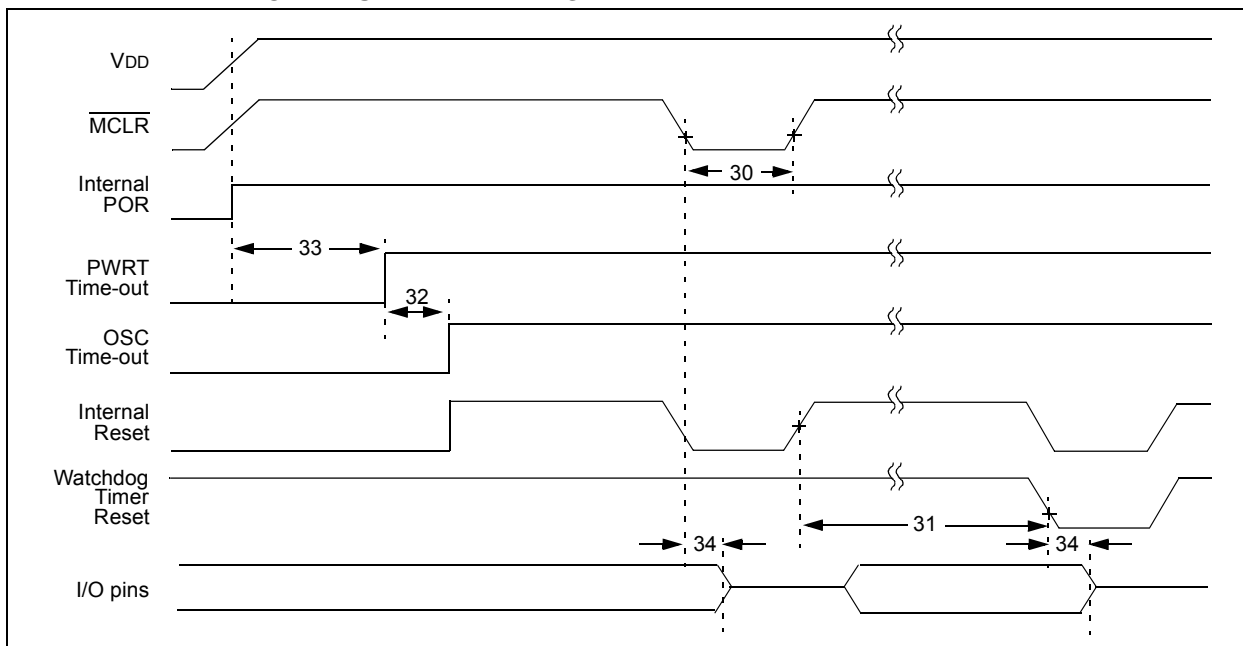 VDD
MCLR
30
Internal
POR
33
PWRT
Time-out
32
OSC
Time-out
Internal
Reset
Watchdog
Timer
Reset
31
34
34
I/O pins